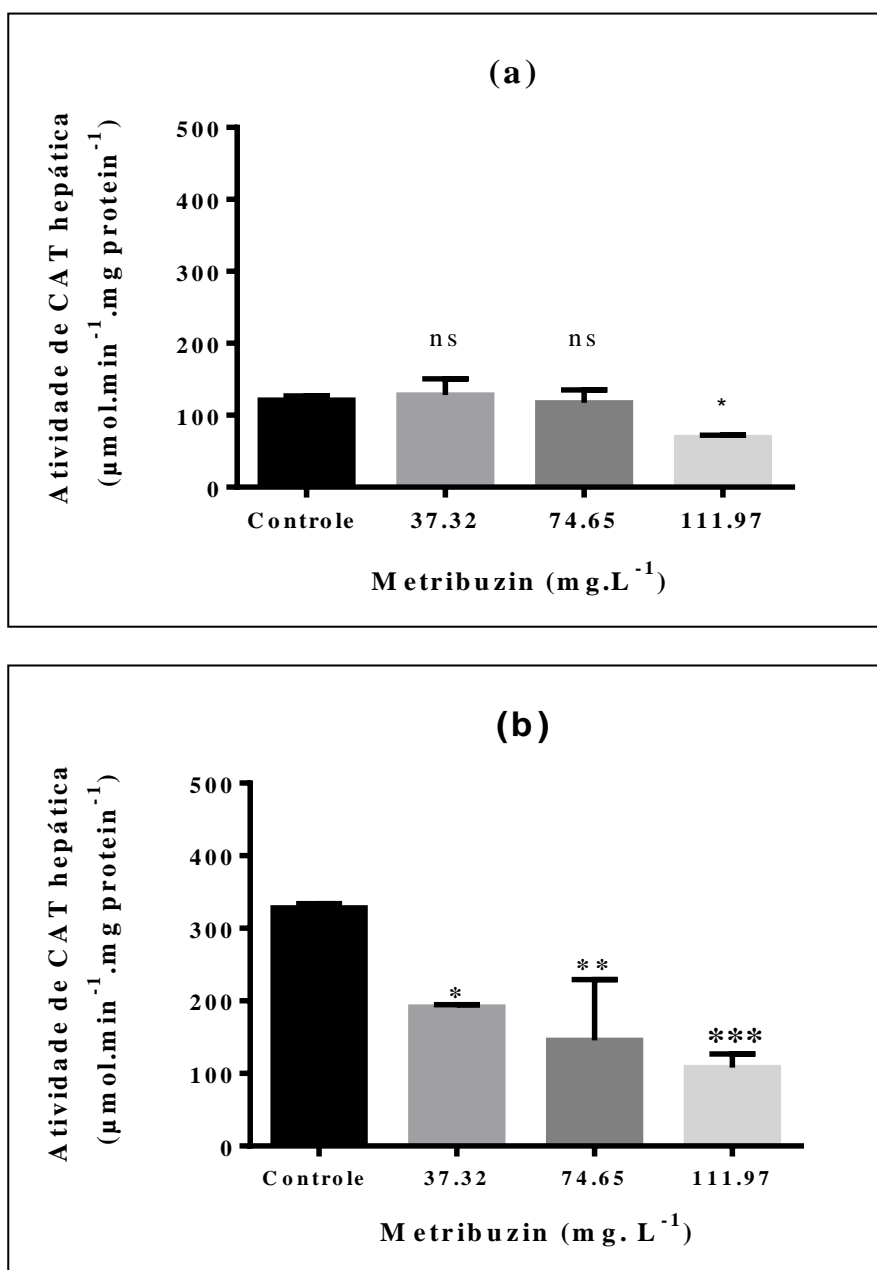 (a)
Atividade de CAT hepática
(µmol.min⁻¹.mg protein⁻¹)
500
400
300
200
100
0
ns
ns
*
Controle 37.32 74.65 111.97
Metribuzin (mg.L⁻¹)
(b)
Atividade de CAT hepática
(µmol.min⁻¹.mg protein⁻¹)
500
400
300
200
100
0
*
**
***
Controle 37.32 74.65 111.97
Metribuzin (mg. L⁻¹)